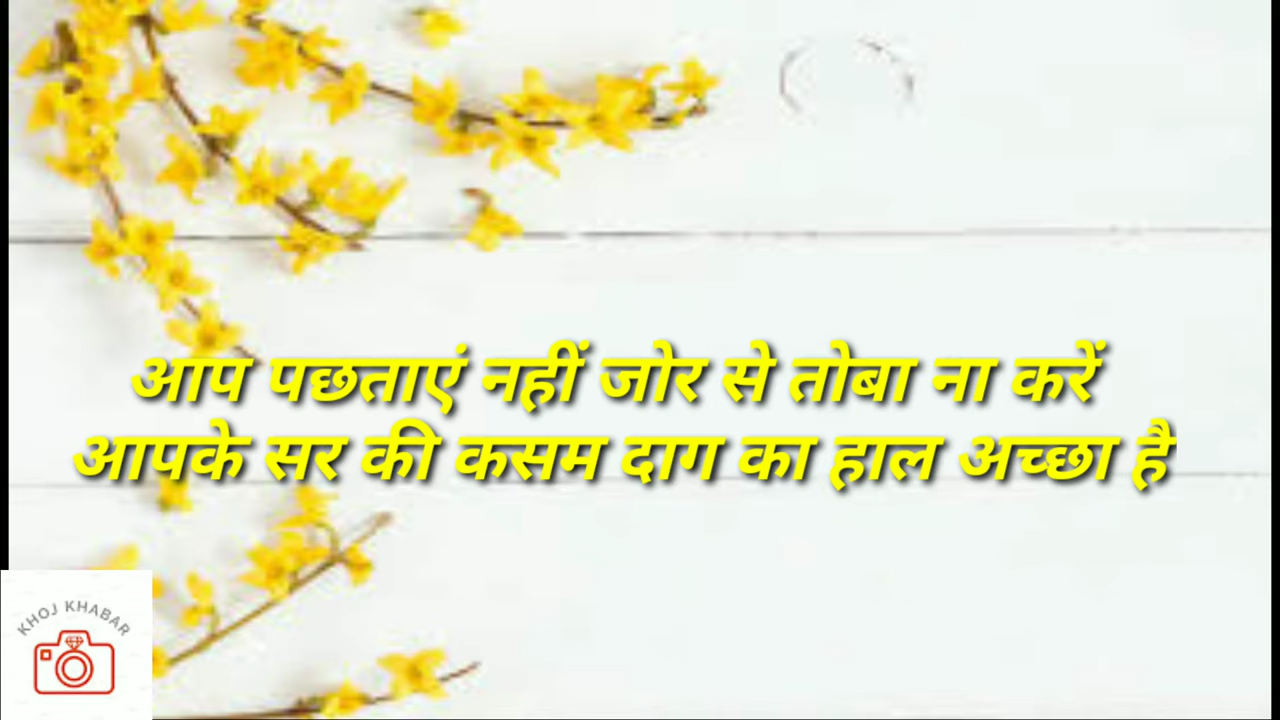 आप पछताएं नहीं जोर से तोबा ना करें
आपके सर की कसम दाग का हाल अच्छा है
KHOJ KHABAR